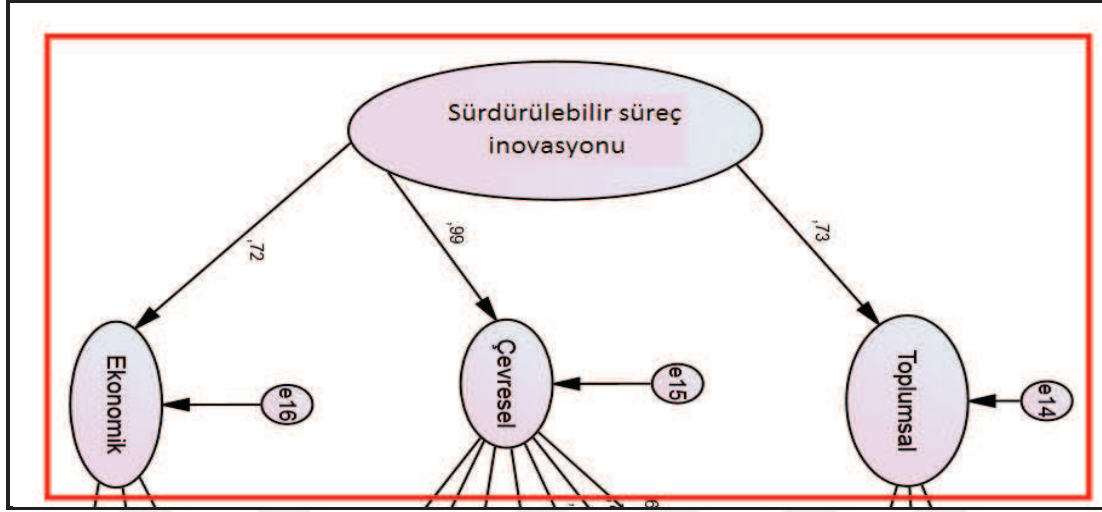 Sürdürülebilir süreç
inovasyonu
,72
,99
,73
Ekonomik
e16
Çevresel
e15
Toplumsal
e14